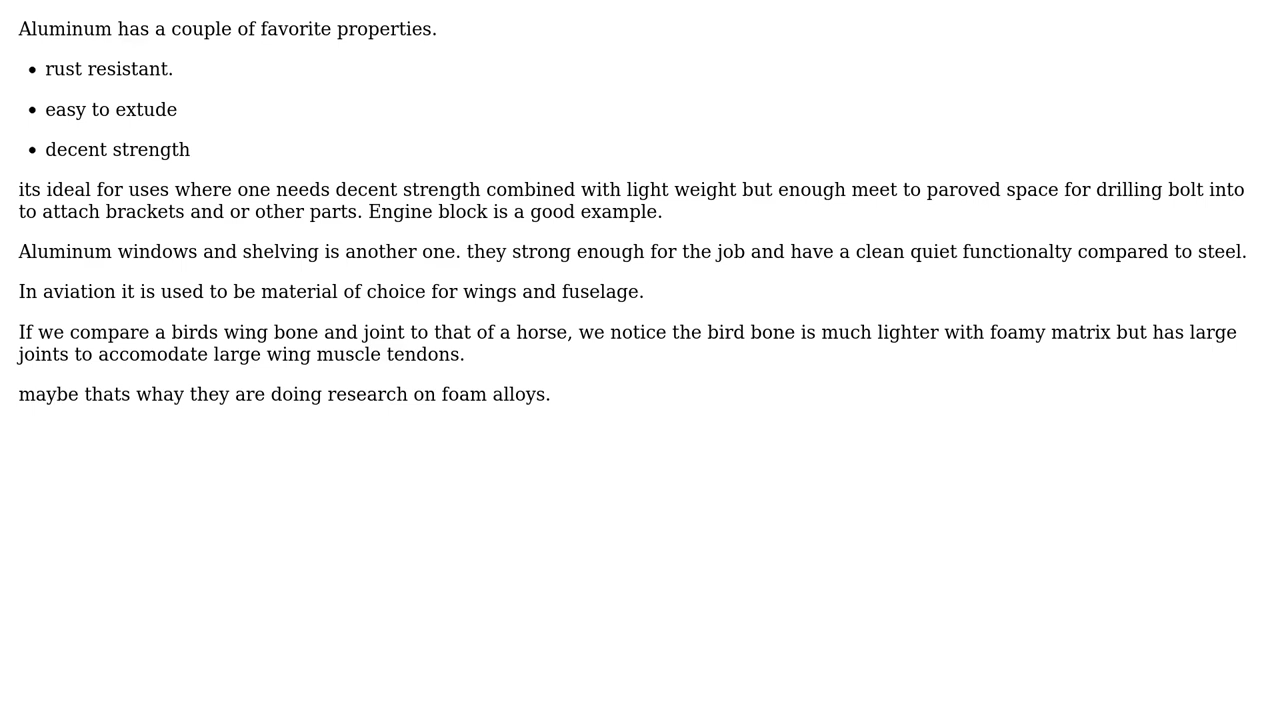 Aluminum has a couple of favorite properties.
• rust resistant.
• easy to extude
• decent strength
its ideal for uses where one needs decent strength combined with light weight but enough meet to paroved space for drilling bolt into
to attach brackets and or other parts. Engine block is a good example.
Aluminum windows and shelving is another one. they strong enough for the job and have a clean quiet functionalty compared to steel.
In aviation it is used to be material of choice for wings and fuselage.
If we compare a birds wing bone and joint to that of a horse, we notice the bird bone is much lighter with foamy matrix but has large
joints to accomodate large wing muscle tendons.
maybe thats whay they are doing research on foam alloys.